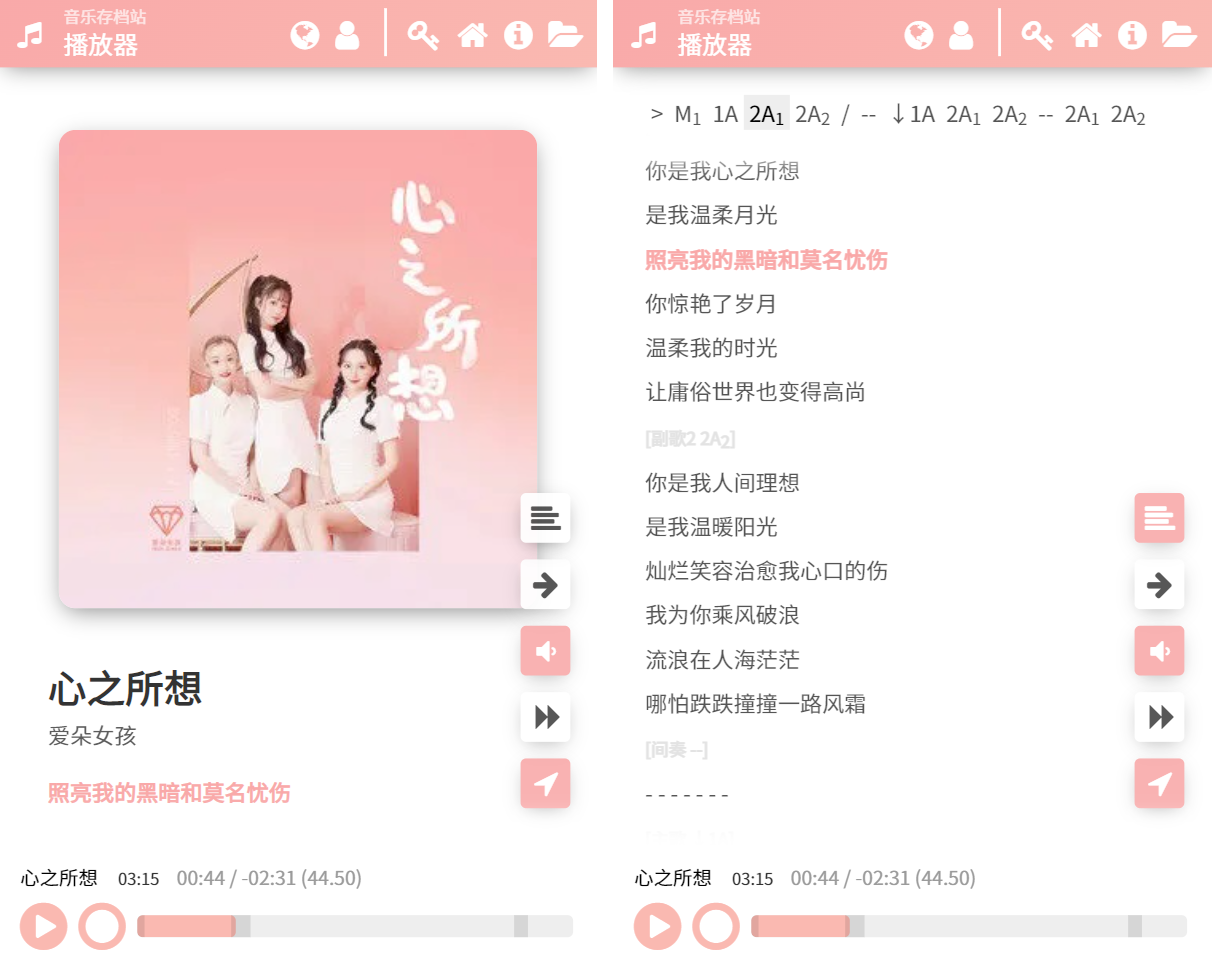 音乐存档站
播放器
心之所想
心之所想
爱朵女孩
照亮我的黑暗和莫名忧伤
心之所想 03:15 00:44 / -02:31 (44.50)
音乐存档站
播放器
> M1 1A 2A1 2A2 / -- ↓1A 2A1 2A2 -- 2A1 2A2
你是我心之所想
是我温柔月光
照亮我的黑暗和莫名忧伤
你惊艳了岁月
温柔我的时光
让庸俗世界也变得高尚
[副歌2 2A2]
你是我人间理想
是我温暖阳光
灿烂笑容治愈我心口的伤
我为你乘风破浪
流浪在人海茫茫
哪怕跌跌撞撞一路风霜
[间奏 --]
- - - - - - -
心之所想 03:15 00:44 / -02:31 (44.50)